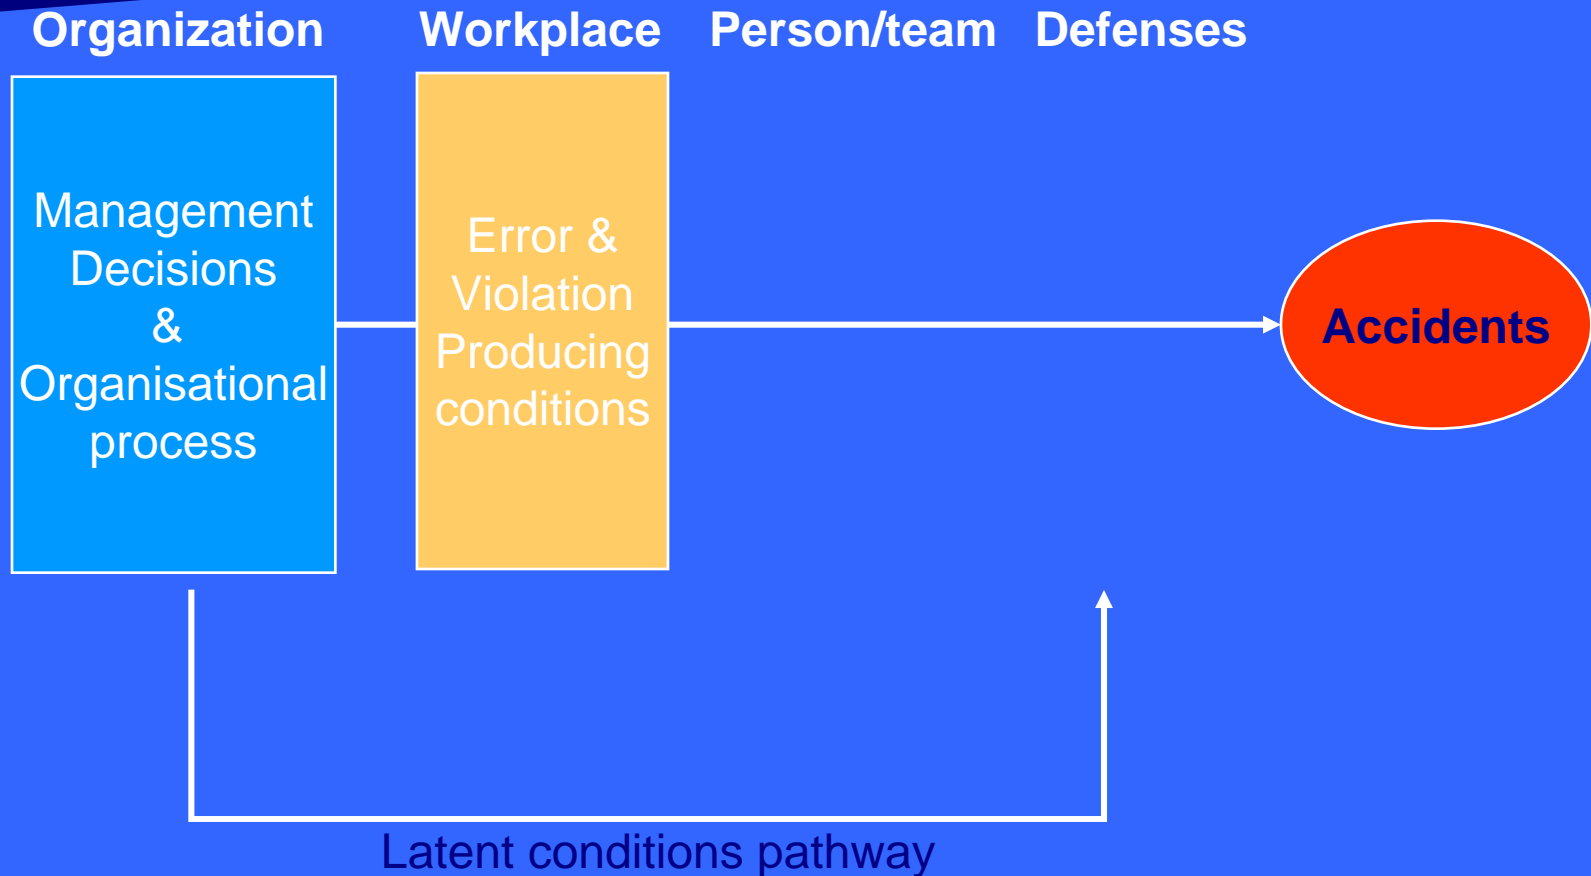 Organization Workplace Person/team Defenses
Management
Decisions
&
Organisational
process
Error &
Violation
Producing
conditions
Accidents
Latent conditions pathway